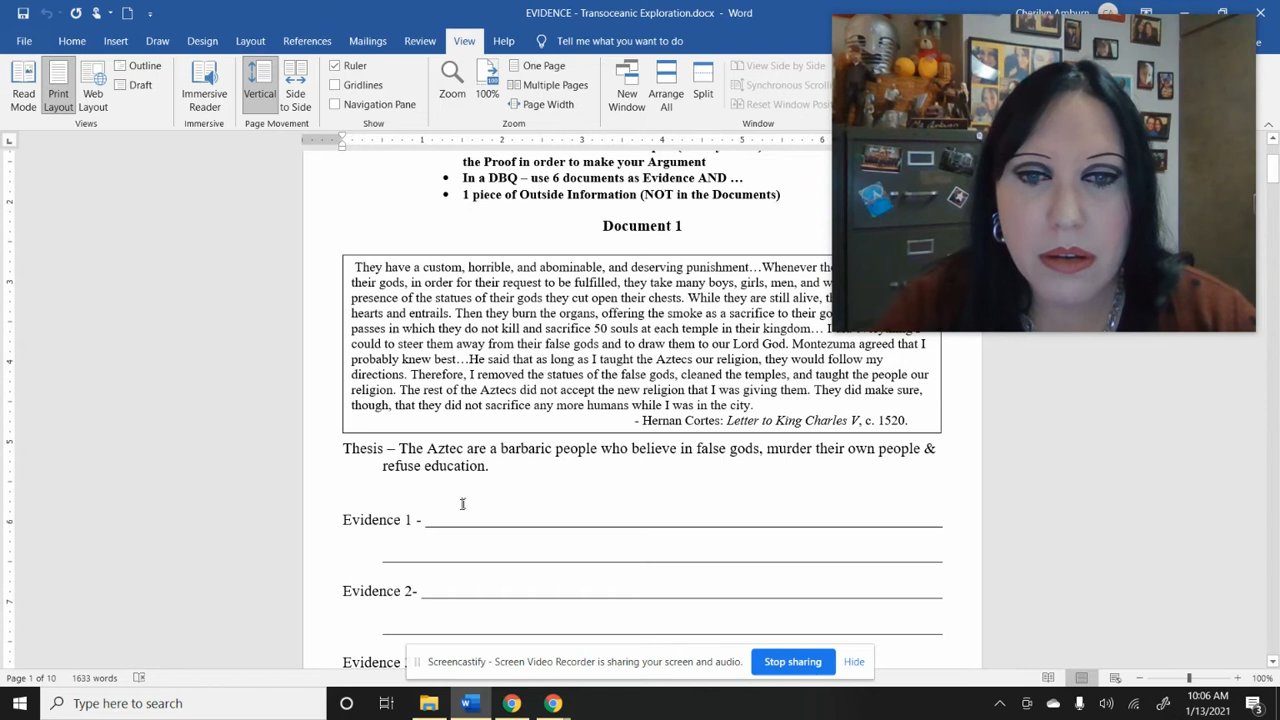 EVIDENCE - Transoceanic Exploration.docx - Word
Cherilyn Amburn CA
File Home Insert Draw Design Layout References Mailings Review View Help Tell me what you want to do
Read Mode
Print Layout
Web Layout
Outline
Draft
Views
Immersive Reader
Immersive
Vertical
Side to Side
Page Movement
Ruler
Gridlines
Navigation Pane
Show
Zoom
100%
One Page
Multiple Pages
Page Width
Zoom
New Window
Arrange All
Split
View Side by Side
Synchronous Scrolli
Reset Window Posit
Window
1 2 3 4 5 6
the Proof in order to make your Argument
• In a DBQ – use 6 documents as Evidence AND …
• 1 piece of Outside Information (NOT in the Documents)
Document 1
They have a custom, horrible, and abominable, and deserving punishment…Whenever the
their gods, in order for their request to be fulfilled, they take many boys, girls, men, and w
presence of the statues of their gods they cut open their chests. While they are still alive, th
hearts and entrails. Then they burn the organs, offering the smoke as a sacrifice to their go
passes in which they do not kill and sacrifice 50 souls at each temple in their kingdom…
could to steer them away from their false gods and to draw them to our Lord God. Montezuma agreed that I
probably knew best…He said that as long as I taught the Aztecs our religion, they would follow my
directions. Therefore, I removed the statues of the false gods, cleaned the temples, and taught the people our
religion. The rest of the Aztecs did not accept the new religion that I was giving them. They did make sure,
though, that they did not sacrifice any more humans while I was in the city.
- Hernan Cortes: Letter to King Charles V, c. 1520.
Thesis – The Aztec are a barbaric people who believe in false gods, murder their own people &
refuse education.
Evidence 1 -
Evidence 2-
Evidence
Screencastify - Screen Video Recorder is sharing your screen and audio. Stop sharing Hide
Page 1 of 10 1633 words 100%
Type here to search
10:06 AM
1/13/2021
3